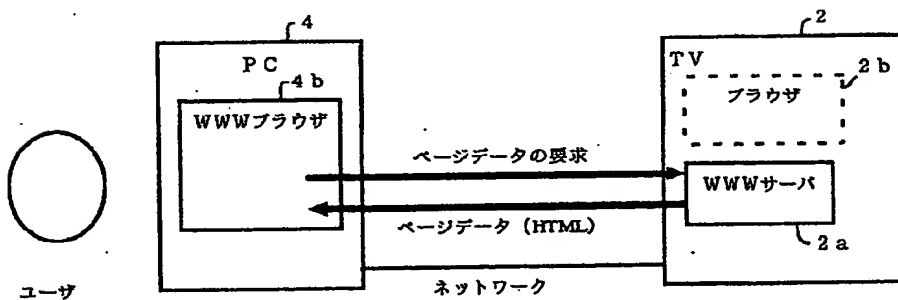 4
2
PC
TV
4b
2b
WWWブラウザ
ブラウザ
ページデータの要求
WWWサーバ
ページデータ (HTML)
2a
ユーザ
ネットワーク